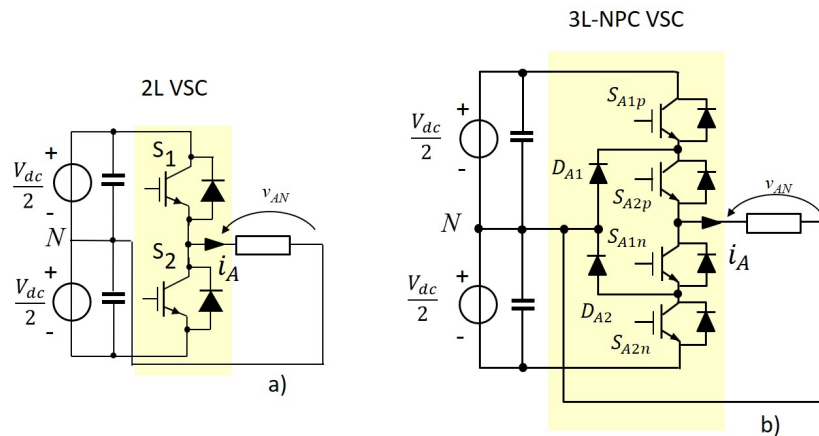 2L VSC
V_dc/2
+
-
N
V_dc/2
+
-
S_1
S_2
v_AN
i_A
a)
3L-NPC VSC
V_dc/2
+
-
N
V_dc/2
+
-
S_A1p
D_A1
S_A2p
v_AN
S_A1n
i_A
D_A2
S_A2n
b)